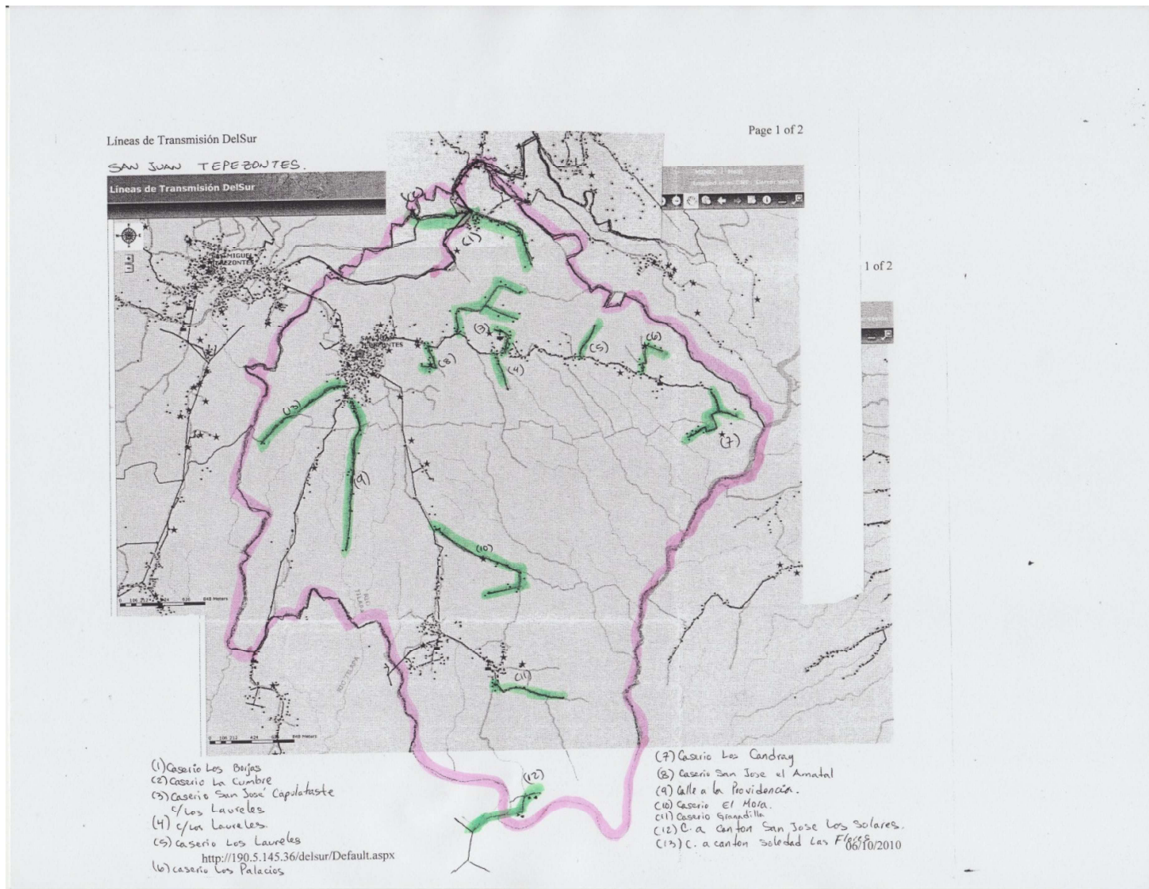 Líneas de Transmisión DelSur
Page 1 of 2
SAN JUAN TEPEZONTES.
Líneas de Transmisión DelSur
1 of 2
(1)
(3)
(8)
(4)
(5)
(6)
(7)
(13)
(9)
(10)
(11)
(12)
(1) Caserio Los Borjas
(2) Caserio La Cumbre
(3) Caserio San José Capulataste
c/Los Laureles
(4) c/Los Laureles.
(5) Caserio Los Laureles
http://190.5.145.36/delsur/Default.aspx
(6) caserio Los Palacios
(7) Caserio Los Candray
(8) Caserio San Jose el Amatal
(9) Calle a la Providencia.
(10) Caserio El Mora.
(11) Caserio Granadilla
(12) C. a canton San Jose Los Solares.
(13) C. a canton Soledad Las Flores
06/10/2010